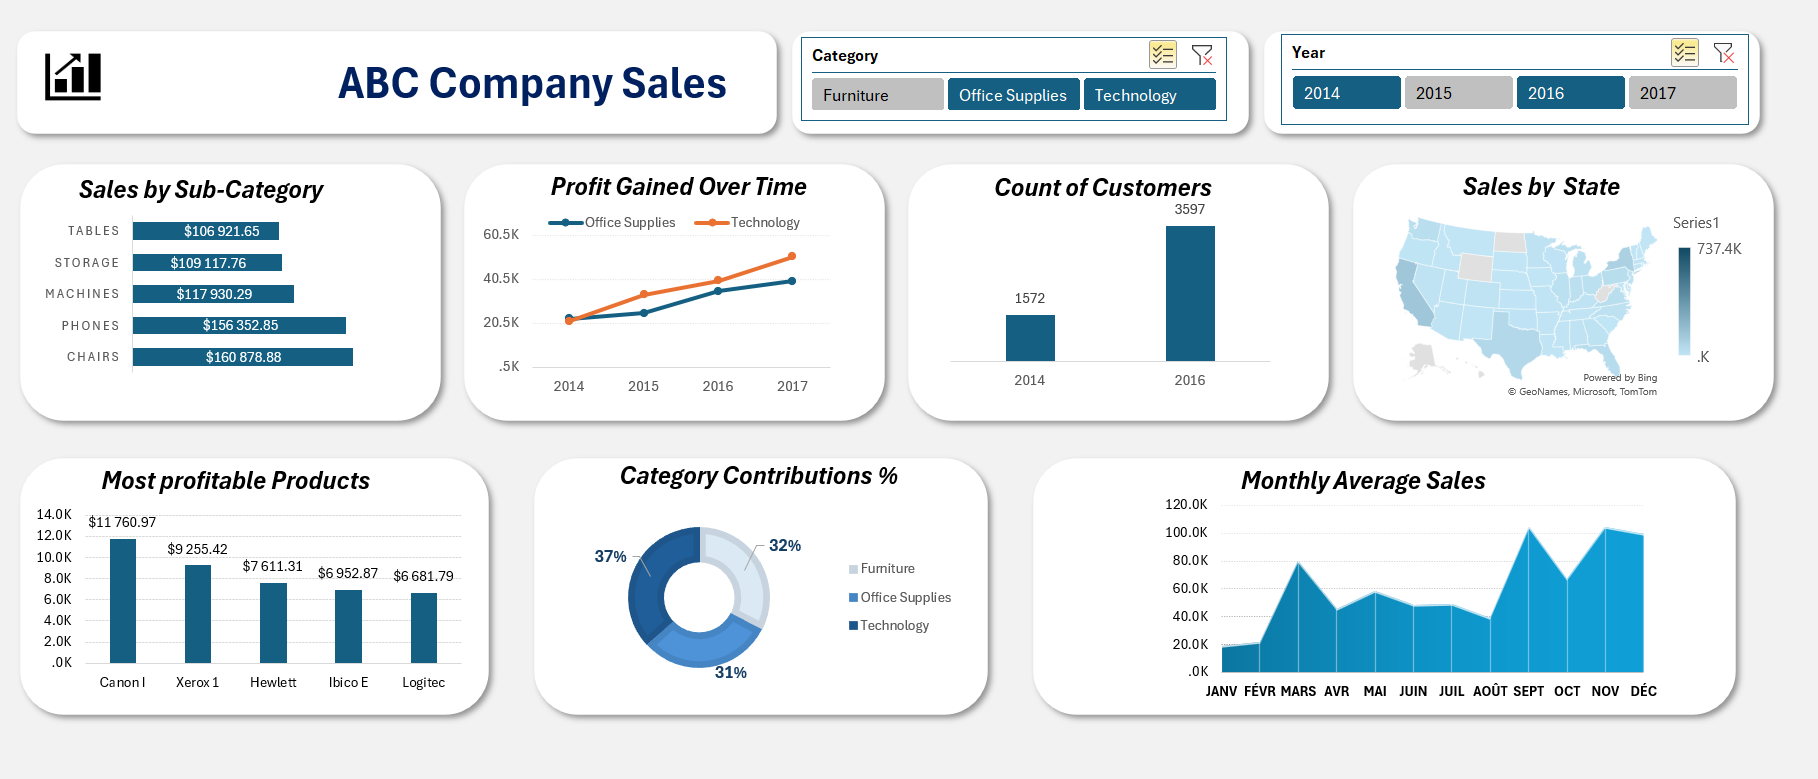 ABC Company Sales
Category
Furniture
Office Supplies
Technology
Year
2014
2015
2016
2017
Sales by Sub-Category
TABLES
$106 921.65
STORAGE
$109 117.76
MACHINES
$117 930.29
PHONES
$156 352.85
CHAIRS
$160 878.88
Profit Gained Over Time
Office Supplies
Technology
60.5K
40.5K
20.5K
.5K
2014
2015
2016
2017
Count of Customers
1572
3597
2014
2016
Sales by State
Series1
737.4K
.K
Powered by Bing
© GeoNames, Microsoft, TomTom
Most profitable Products
14.0K
12.0K
10.0K
8.0K
6.0K
4.0K
2.0K
.0K
$11 760.97
$9 255.42
$7 611.31
$6 952.87
$6 681.79
Canon I
Xerox 1
Hewlett
Ibico E
Logitec
Category Contributions %
37%
32%
31%
Furniture
Office Supplies
Technology
Monthly Average Sales
120.0K
100.0K
80.0K
60.0K
40.0K
20.0K
.0K
JANV
FÉVR
MARS
AVR
MAI
JUIN
JUIL
AOÛT
SEPT
OCT
NOV
DÉC